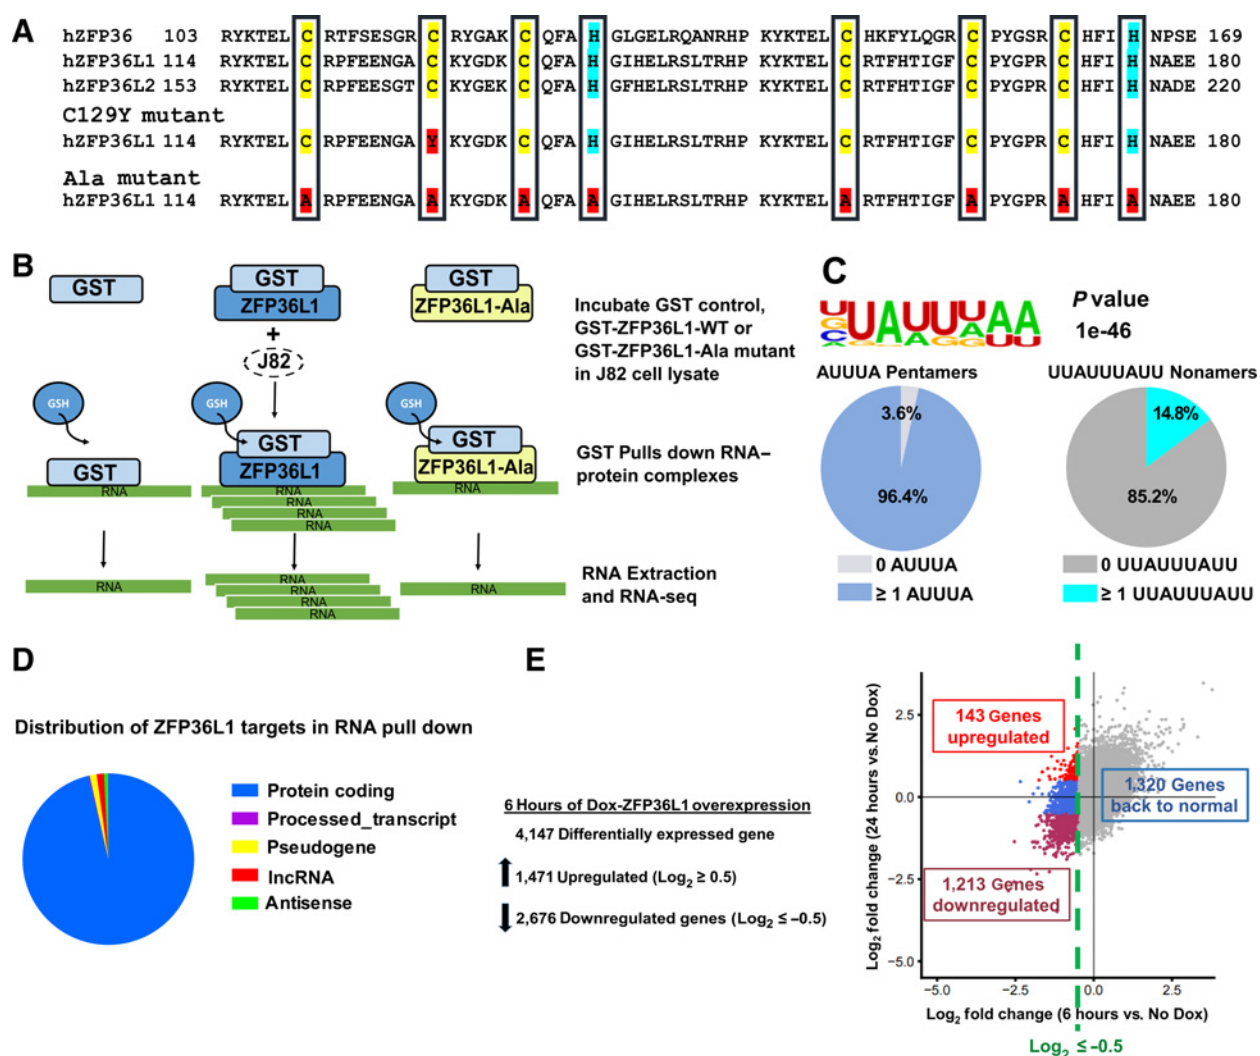 A
hZFP36 103 RYKTEL C RTFSESGR C RYGAK C QFA H GLGELRQANRHP KYKTEL C HKFYLQGR C PYGSR C HFI H NPSE 169
hZFP36L1 114 RYKTEL C RPFEENGA C KYGDK C QFA H GIHELRSLTRHP KYKTEL C RTFHTIGF C PYGPR C HFI H NAEE 180
hZFP36L2 153 RYKTEL C RPFEESGT C KYGEK C QFA H GFHELRSLTRHP KYKTEL C RTFHTIGF C PYGPR C HFI H NADE 220
C129Y mutant
hZFP36L1 114 RYKTEL C RPFEENGA Y KYGDK C QFA H GIHELRSLTRHP KYKTEL C RTFHTIGF C PYGPR C HFI H NAEE 180
Ala mutant
hZFP36L1 114 RYKTEL A RPFEENGA A KYGDK A QFA A GIHELRSLTRHP KYKTEL A RTFHTIGF A PYGPR A HFI A NAEE 180
B
GST
GST
ZFP36L1
GST
ZFP36L1-Ala
+
J82
Incubate GST control,
GST-ZFP36L1-WT or
GST-ZFP36L1-Ala mutant
in J82 cell lysate
GSH
GSH
GSH
GST
RNA
GST
ZFP36L1
RNA
RNA
RNA
RNA
GST
ZFP36L1-Ala
RNA
GST Pulls down RNA–
protein complexes
RNA
RNA
RNA
RNA
RNA
RNA
RNA Extraction
and RNA-seq
C
UUAUUUAA
P value
1e-46
AUUUA Pentamers
3.6%
96.4%
0 AUUUA
≥ 1 AUUUA
UUAUUUAUU Nonamers
14.8%
85.2%
0 UUAUUUAUU
≥ 1 UUAUUUAUU
D
Distribution of ZFP36L1 targets in RNA pull down
Protein coding
Processed_transcript
Pseudogene
lncRNA
Antisense
E
6 Hours of Dox-ZFP36L1 overexpression
4,147 Differentially expressed gene
1,471 Upregulated (Log2 ≥ 0.5)
2,676 Downregulated genes (Log2 ≤ –0.5)
Log2 fold change (24 hours vs. No Dox)
2.5
0.0
−2.5
−5.0
143 Genes
upregulated
1,320 Genes
back to normal
1,213 Genes
downregulated
−5.0 −2.5 0.0 2.5
Log2 fold change (6 hours vs. No Dox)
Log2 ≤ –0.5